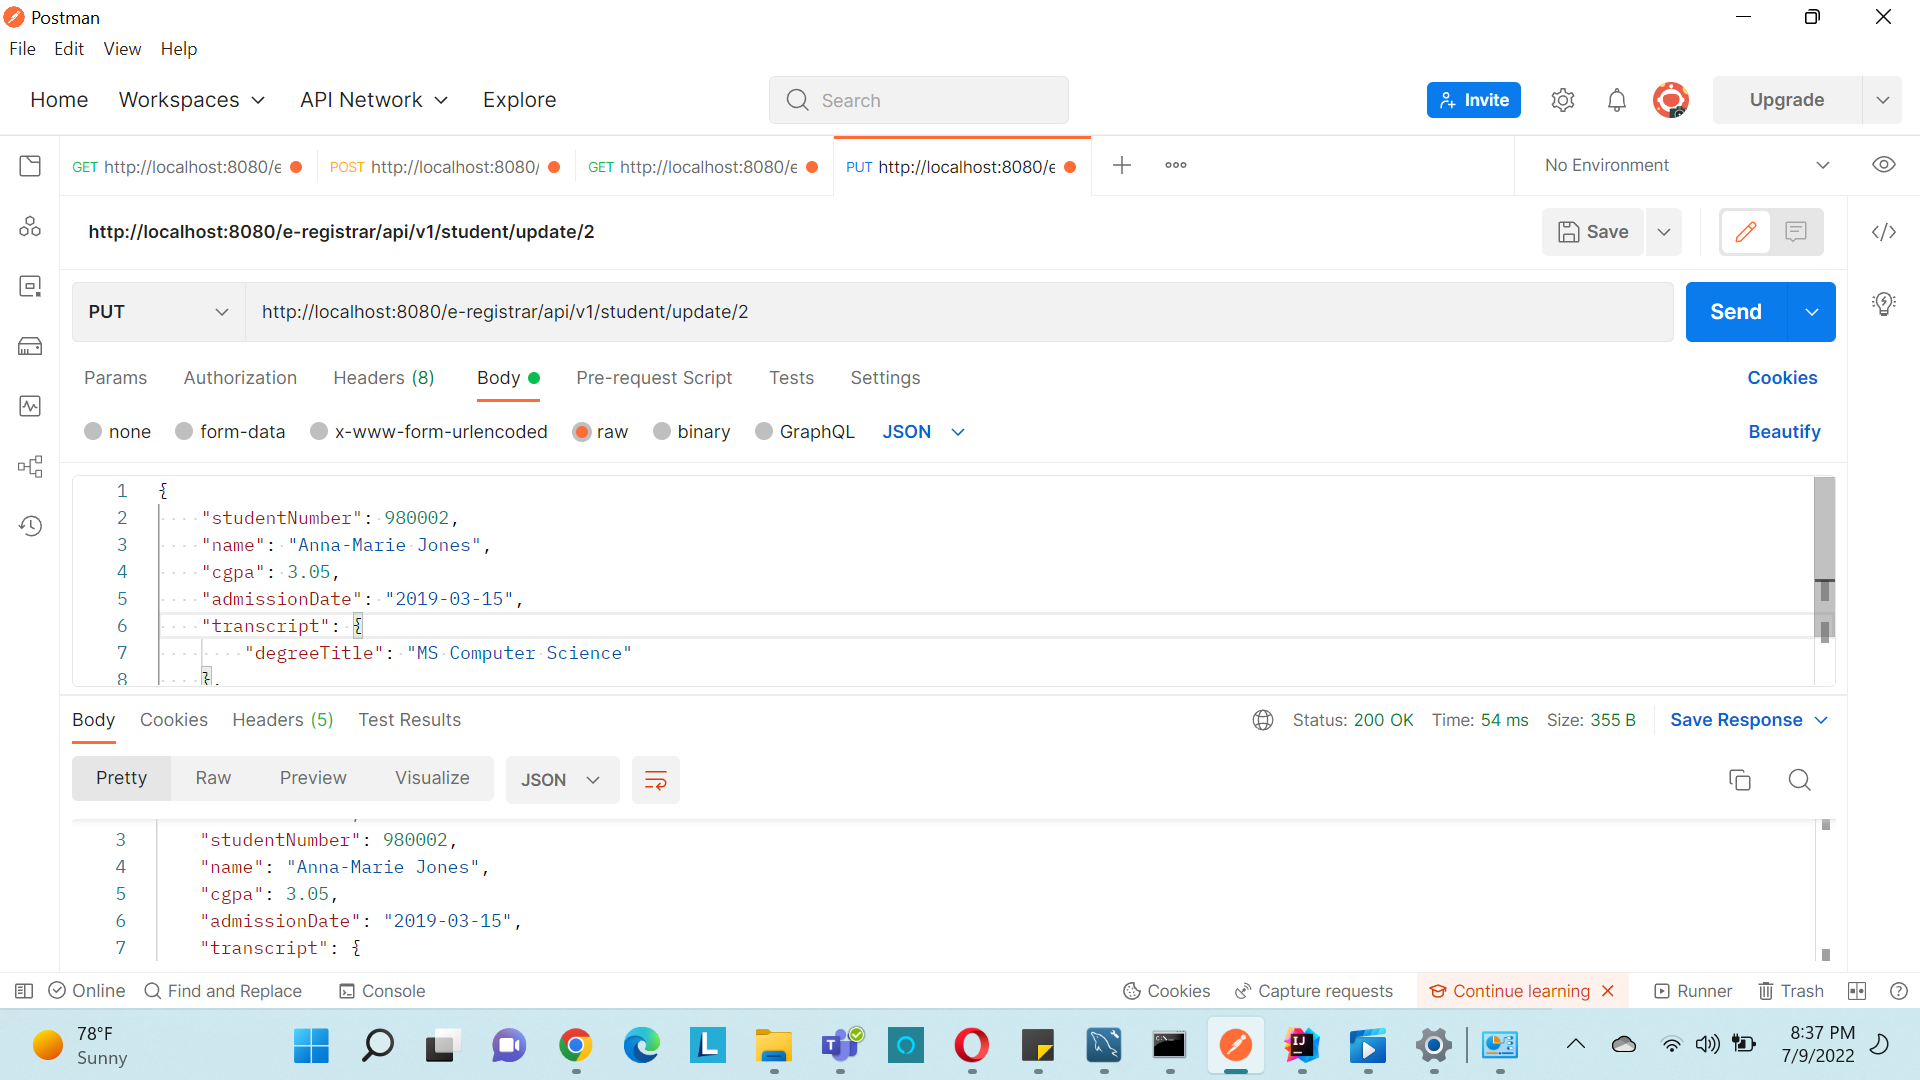 Postman
File Edit View Help
Home Workspaces API Network Explore Search Invite Upgrade
GET http://localhost:8080/e POST http://localhost:8080/ GET http://localhost:8080/e PUT http://localhost:8080/e No Environment
http://localhost:8080/e-registrar/api/v1/student/update/2 Save
PUT http://localhost:8080/e-registrar/api/v1/student/update/2 Send
Params Authorization Headers (8) Body Pre-request Script Tests Settings Cookies
none form-data x-www-form-urlencoded raw binary GraphQL JSON Beautify
1 {
2 "studentNumber": 980002,
3 "name": "Anna-Marie Jones",
4 "cgpa": 3.05,
5 "admissionDate": "2019-03-15",
6 "transcript": {
7 "degreeTitle": "MS Computer Science"
8 },
Body Cookies Headers (5) Test Results Status: 200 OK Time: 54 ms Size: 355 B Save Response
Pretty Raw Preview Visualize JSON
3 "studentNumber": 980002,
4 "name": "Anna-Marie Jones",
5 "cgpa": 3.05,
6 "admissionDate": "2019-03-15",
7 "transcript": {
Online Find and Replace Console Cookies Capture requests Continue learning Runner Trash
78°F
Sunny
8:37 PM
7/9/2022